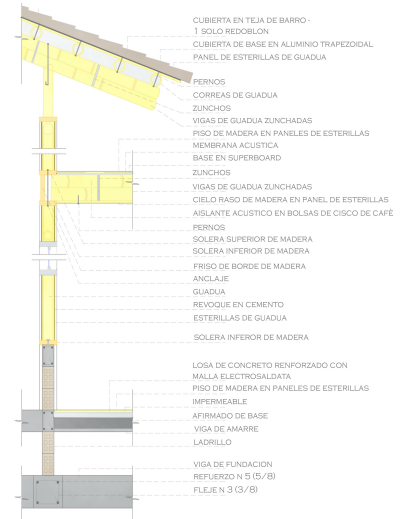 CUBIERTA EN TEJA DE BARRO -
1 SOLO REDOBLON
CUBIERTA DE BASE EN ALUMINIO TRAPEZOIDAL
PANEL DE ESTERILLAS DE GUADUA
PERNOS
CORREAS DE GUADUA
ZUNCHOS
VIGAS DE GUADUA ZUNCHADAS
PISO DE MADERA EN PANELES DE ESTERILLAS
MEMBRANA ACUSTICA
BASE EN SUPERBOARD
ZUNCHOS
VIGAS DE GUADUA ZUNCHADAS
CIELO RASO DE MADERA EN PANEL DE ESTERILLAS
AISLANTE ACUSTICO EN BOLSAS DE CISCO DE CAFÉ
PERNOS
SOLERA SUPERIOR DE MADERA
SOLERA INFERIOR DE MADERA
FRISO DE BORDE DE MADERA
ANCLAJE
GUADUA
REVOQUE EN CEMENTO
ESTERILLAS DE GUADUA
SOLERA INFEROR DE MADERA
LOSA DE CONCRETO RENFORZADO CON
MALLA ELECTROSALDATA
PISO DE MADERA EN PANELES DE ESTERILLAS
IMPERMEABLE
AFIRMADO DE BASE
VIGA DE AMARRE
LADRILLO
VIGA DE FUNDACION
REFUERZO N 5 (5/8)
FLEJE N 3 (3/8)